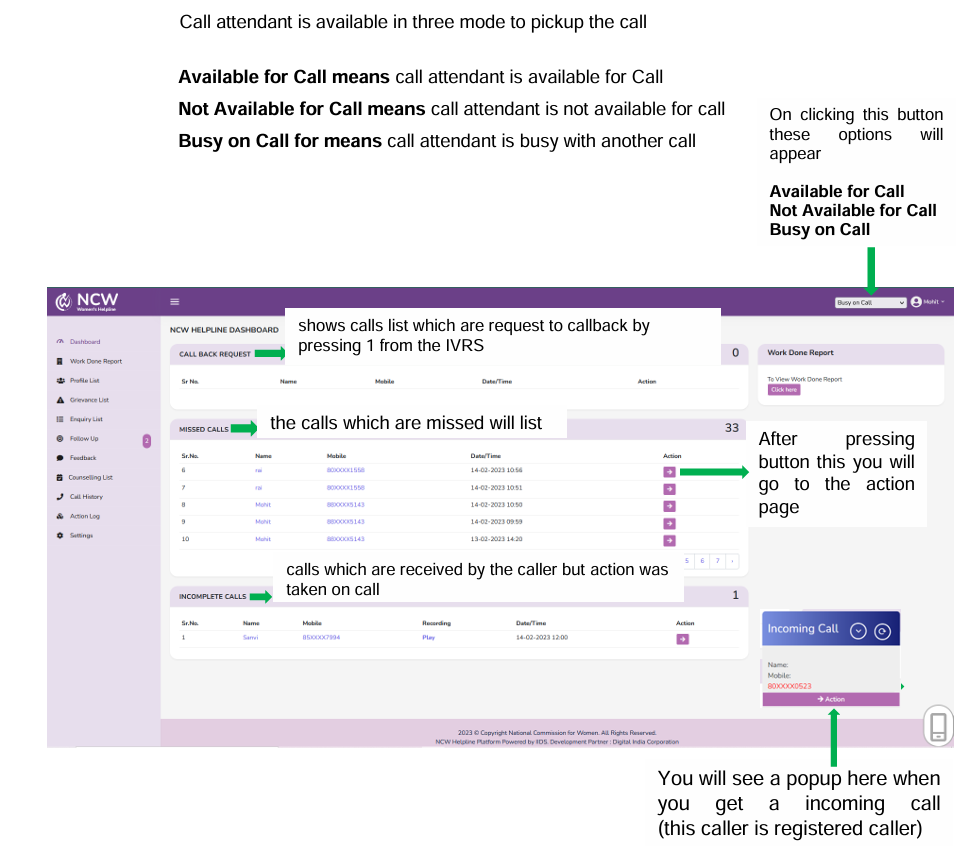 Call attendant is available in three mode to pickup the call
Available for Call means call attendant is available for Call
Not Available for Call means call attendant is not available for call
Busy on Call for means call attendant is busy with another call
On clicking this button
these options will
appear
Available for Call
Not Available for Call
Busy on Call
NCW
Women's Helpline
Busy on Call
Mohit
Dashboard
Work Done Report
Profile List
Grievance List
Enquiry List
Follow Up
Feedback
Counselling List
Call History
Action Log
Settings
NCW HELPLINE DASHBOARD
shows calls list which are request to callback by
pressing 1 from the IVRS
CALL BACK REQUEST 0
Sr No. Name Mobile Date/Time Action
Work Done Report
To View Work Done Report
Click here
MISSED CALLS the calls which are missed will list 33
Sr.No. Name Mobile Date/Time Action
6 rai 80XXXX1558 14-02-2023 10:56
7 rai 80XXXX1558 14-02-2023 10:51
8 Mohit 88XXXX5143 14-02-2023 10:50
9 Mohit 88XXXX5143 14-02-2023 09:59
10 Mohit 88XXXX5143 13-02-2023 14:20
5 6 7 ›
After pressing
button this you will
go to the action
page
calls which are received by the caller but action was
taken on call
INCOMPLETE CALLS 1
Sr.No. Name Mobile Recording Date/Time Action
1 Sanvi 85XXXX7994 Play 14-02-2023 12:00
Incoming Call
Name:
Mobile:
80XXXX0523
Action
2023 © Copyright National Commission for Women. All Rights Reserved.
NCW Helpline Platform Powered by IIDS. Development Partner : Digital India Corporation
You will see a popup here when
you get a incoming call
(this caller is registered caller)